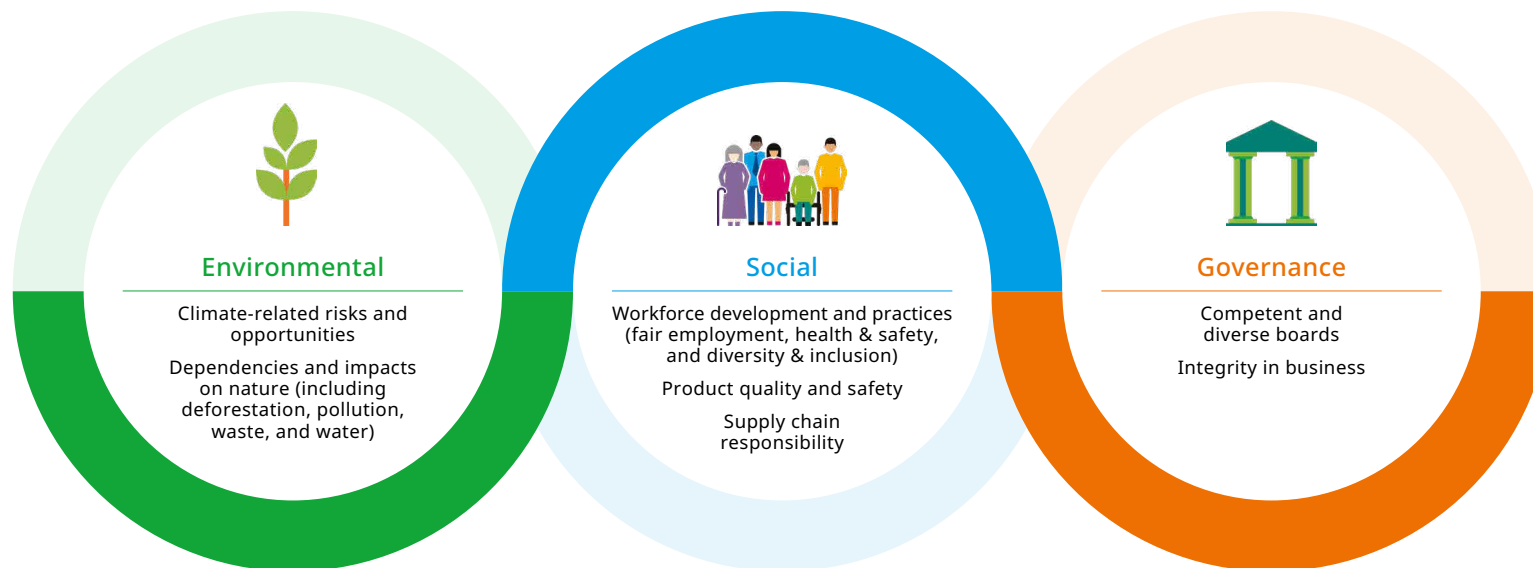 Environmental
Climate-related risks and
opportunities
Dependencies and impacts
on nature (including
deforestation, pollution,
waste, and water)
Social
Workforce development and practices
(fair employment, health & safety,
and diversity & inclusion)
Product quality and safety
Supply chain
responsibility
Governance
Competent and
diverse boards
Integrity in business